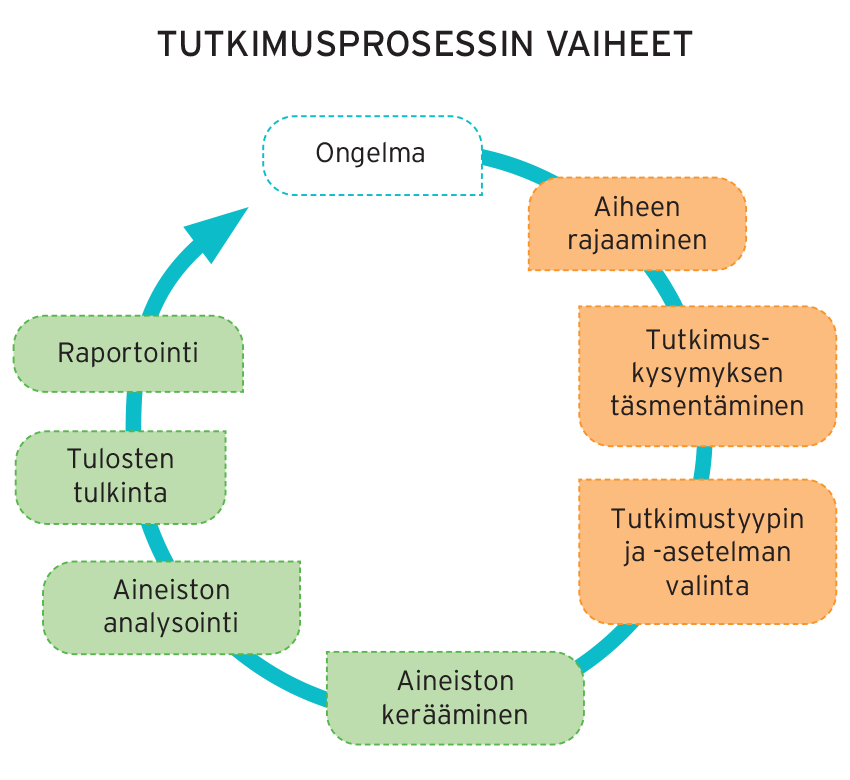 TUTKIMUSPROSESSIN VAIHEET
Ongelma
Aiheen
rajaaminen
Tutkimus-
kysymyksen
täsmentäminen
Tutkimustyypin
ja -asetelman
valinta
Aineiston
kerääminen
Aineiston
analysointi
Tulosten
tulkinta
Raportointi